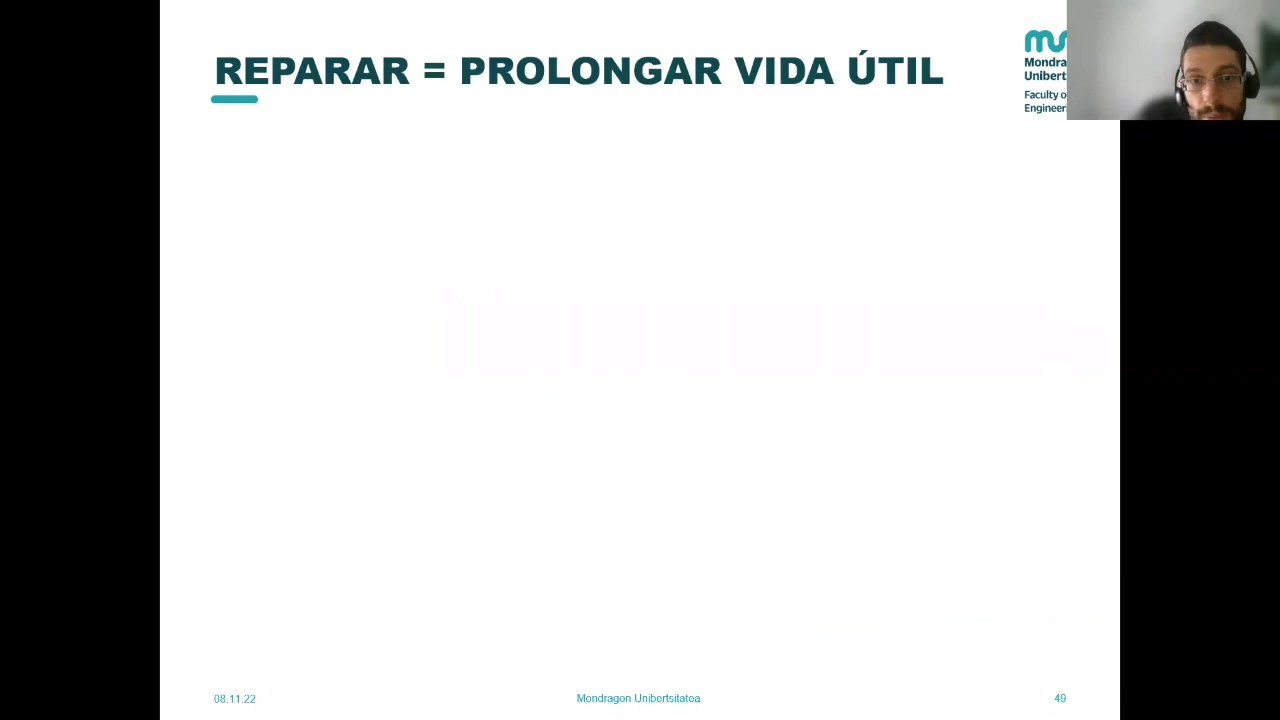 REPARAR = PROLONGAR VIDA ÚTIL
Mondra
Unibert
Faculty o
Engineer
08.11.22
Mondragon Unibertsitatea
49